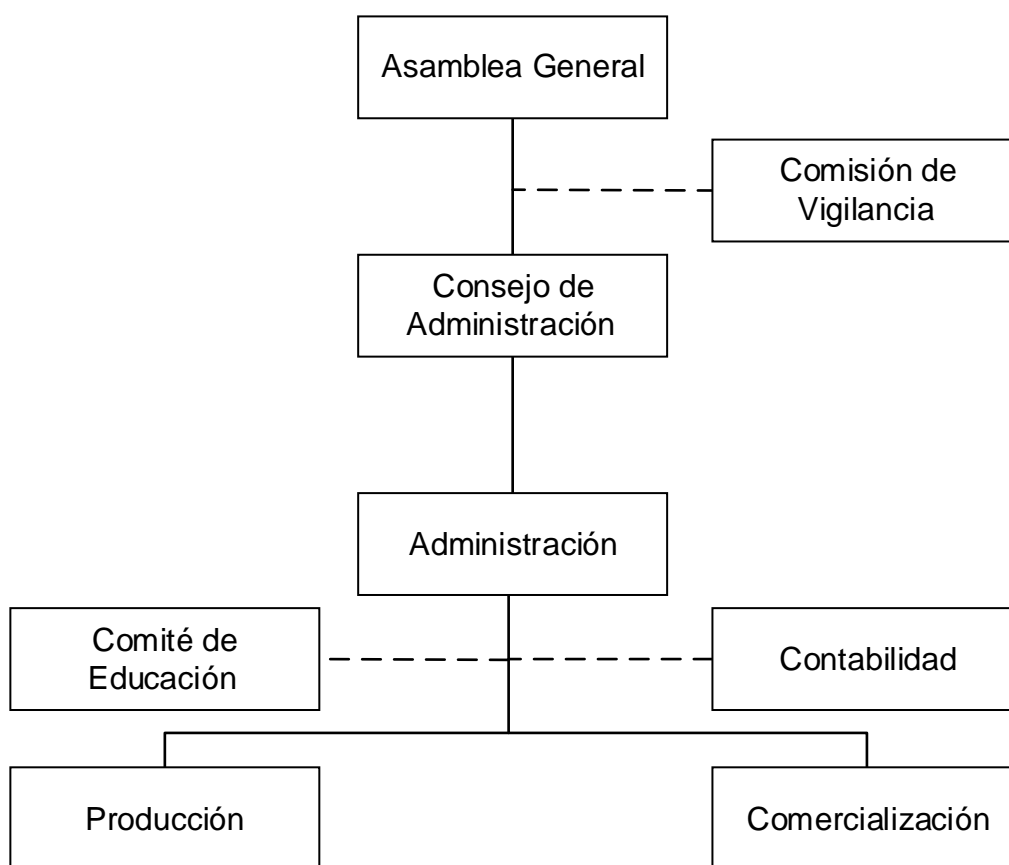 Asamblea General
Comisión de
Vigilancia
Consejo de
Administración
Administración
Comité de
Educación
Contabilidad
Producción
Comercialización